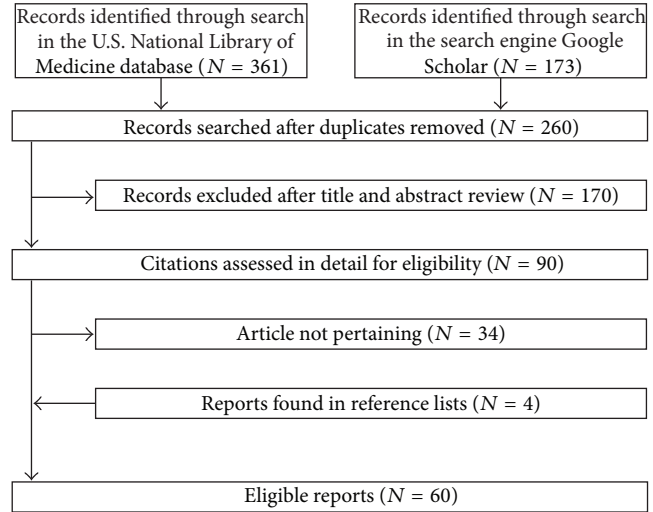 Records identified through search
in the U.S. National Library of
Medicine database (N = 361)
Records identified through search
in the search engine Google
Scholar (N = 173)
Records searched after duplicates removed (N = 260)
Records excluded after title and abstract review (N = 170)
Citations assessed in detail for eligibility (N = 90)
Article not pertaining (N = 34)
Reports found in reference lists (N = 4)
Eligible reports (N = 60)